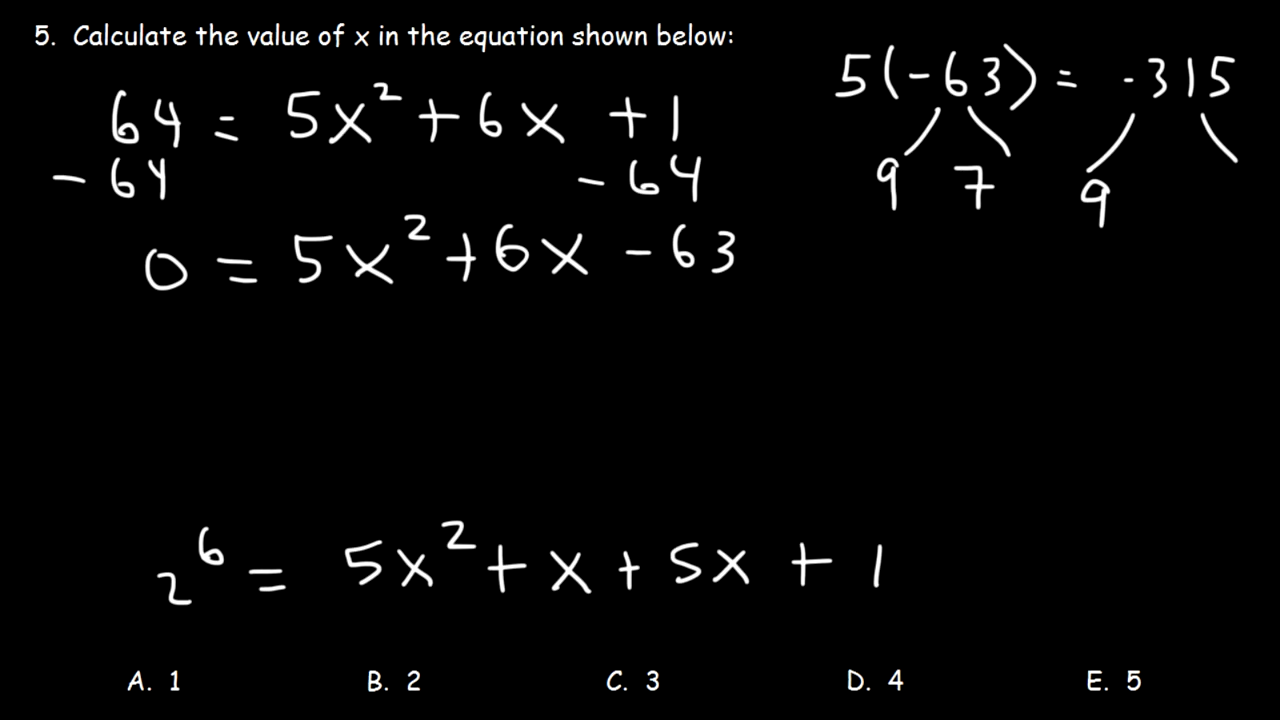 5. Calculate the value of x in the equation shown below:
5(-63) = -315
9 7 9
64 = 5x² + 6x + 1
-64 -64
0 = 5x² + 6x - 63
2⁶ = 5x² + x + 5x + 1
A. 1 B. 2 C. 3 D. 4 E. 5